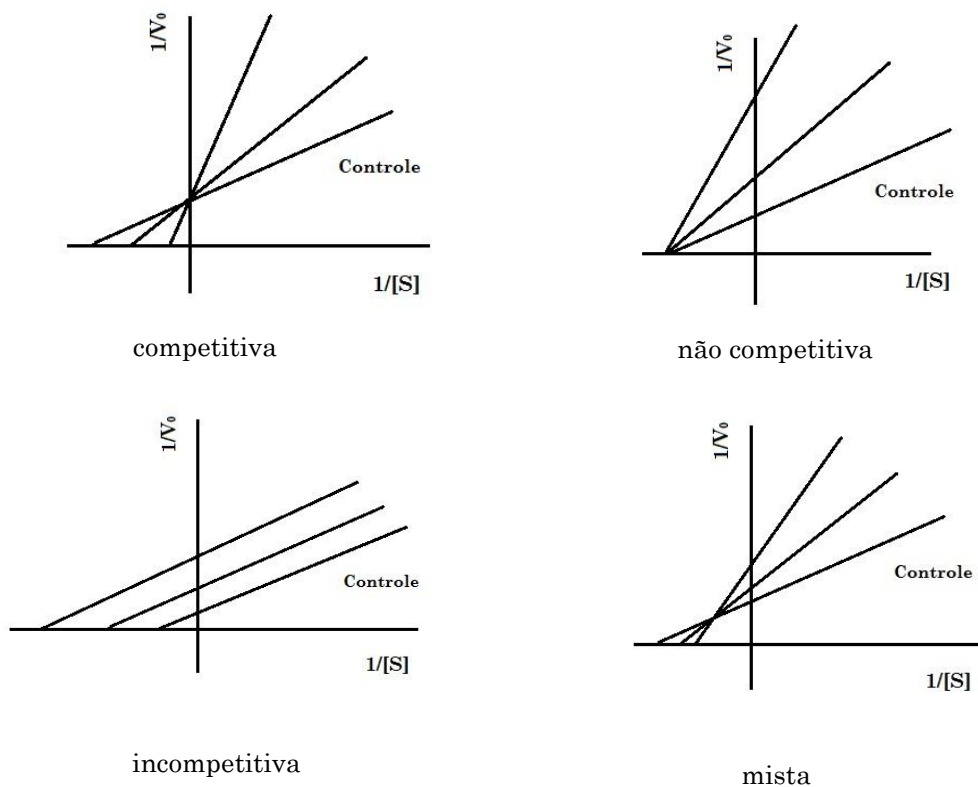 1/V₀
Controle
1/[S]
competitiva
1/V₀
Controle
1/[S]
não competitiva
1/V₀
Controle
1/[S]
incompetitiva
1/V₀
Controle
1/[S]
mista